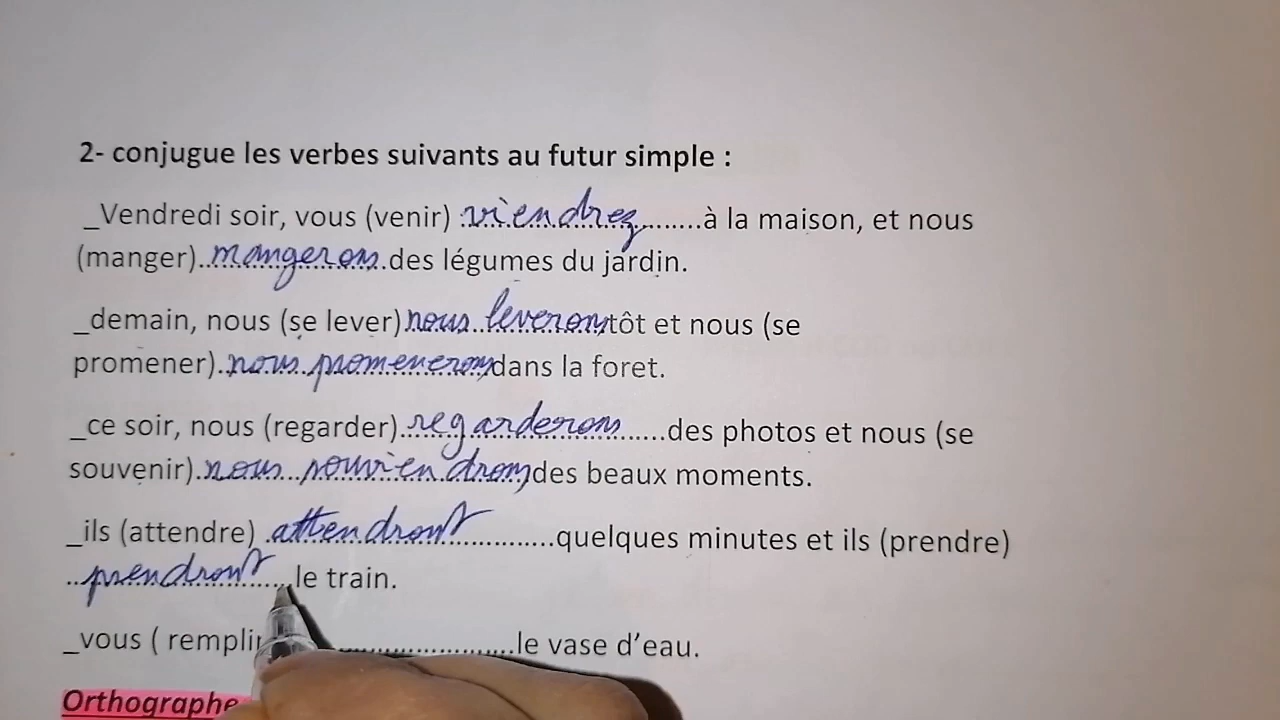 2- conjugue les verbes suivants au futur simple :
_Vendredi soir, vous (venir) viendrez à la maison, et nous
(manger) mangerons des légumes du jardin.
_demain, nous (se lever) nous leverons tôt et nous (se
promener) nous promenerons dans la foret.
_ce soir, nous (regarder) regarderons des photos et nous (se
souvenir) nous souviendrons des beaux moments.
_ils (attendre) attendront quelques minutes et ils (prendre)
prendront le train.
_vous ( remplir le vase d'eau.
Orthographe